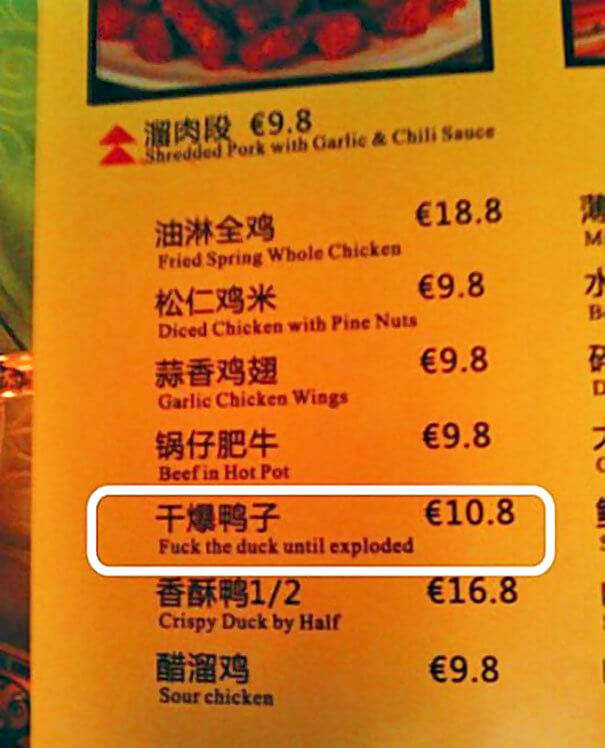 溜肉段 €9.8
Shredded Pork with Garlic & Chili Sauce
油淋全鸡 €18.8
Fried Spring Whole Chicken
松仁鸡米 €9.8
Diced Chicken with Pine Nuts
蒜香鸡翅 €9.8
Garlic Chicken Wings
锅仔肥牛 €9.8
Beef in Hot Pot
干爆鸭子 €10.8
Fuck the duck until exploded
香酥鸭1/2 €16.8
Crispy Duck by Half
醋溜鸡 €9.8
Sour chicken